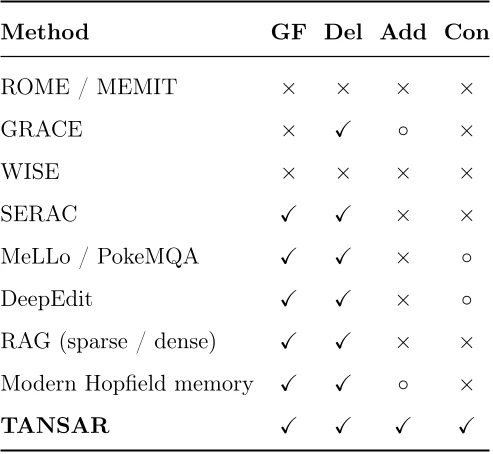 Method GF Del Add Con
ROME / MEMIT × × × ×
GRACE × ✓ ○ ×
WISE × × × ×
SERAC ✓ ✓ × ×
MeLLo / PokeMQA ✓ ✓ × ○
DeepEdit ✓ ✓ × ○
RAG (sparse / dense) ✓ ✓ × ×
Modern Hopfield memory ✓ ✓ ○ ×
TANSAR ✓ ✓ ✓ ✓